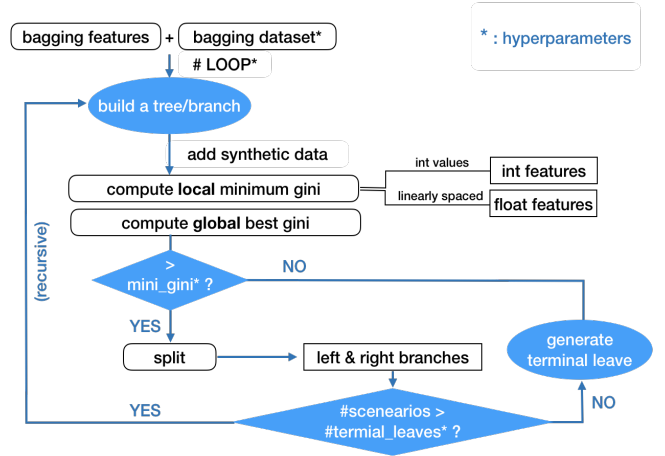 bagging features + bagging dataset*
* : hyperparameters
# LOOP*
build a tree/branch
add synthetic data
compute local minimum gini
int values
int features
linearly spaced
float features
compute global best gini
(recursive)
>
mini_gini* ?
NO
YES
split
left & right branches
generate
terminal leave
#scenearios >
#termial_leaves* ?
YES
NO